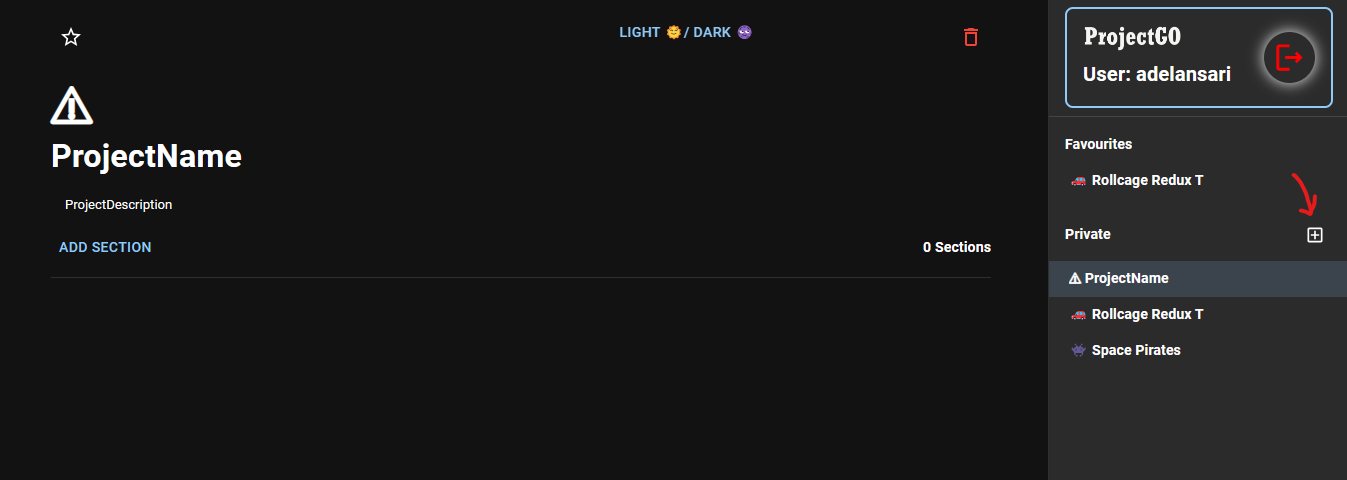 LIGHT 🌞/ DARK 🌚
⚠
ProjectName
ProjectDescription
ADD SECTION
0 Sections
ProjectGO
User: adelansari
Favourites
🚗 Rollcage Redux T
Private
⚠ ProjectName
🚗 Rollcage Redux T
👾 Space Pirates